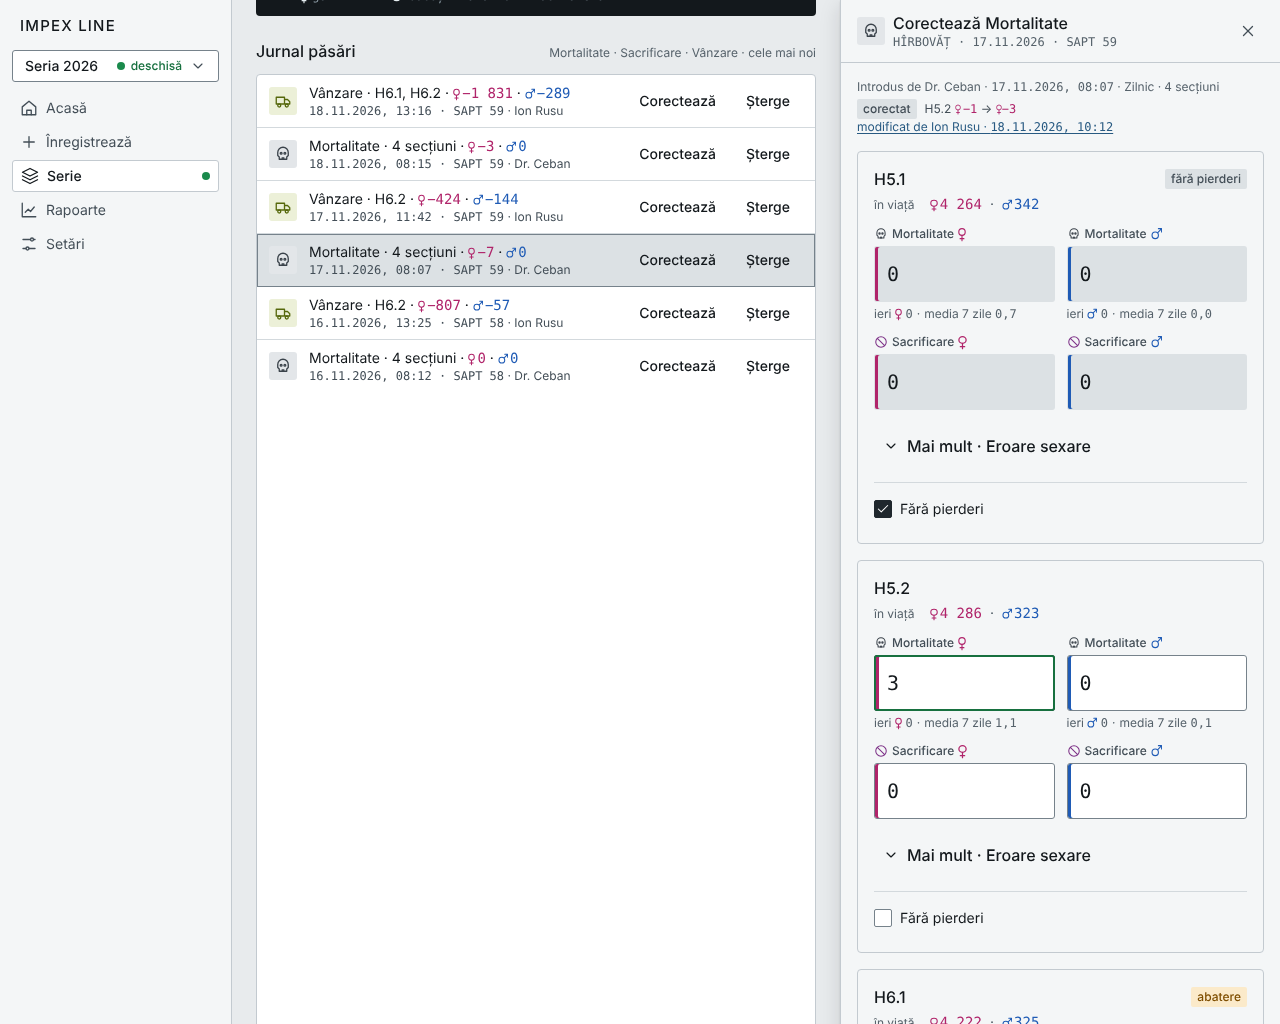 IMPEX LINE
Seria 2026 deschisă
Acasă
Înregistrează
Serie
Rapoarte
Setări
Jurnal păsări
Mortalitate · Sacrificare · Vânzare · cele mai noi
Vânzare · H6.1, H6.2 · ♀−1 831 · ♂−289
18.11.2026, 13:16 · SAPT 59 · Ion Rusu
Corectează Șterge
Mortalitate · 4 secțiuni · ♀−3 · ♂0
18.11.2026, 08:15 · SAPT 59 · Dr. Ceban
Corectează Șterge
Vânzare · H6.2 · ♀−424 · ♂−144
17.11.2026, 11:42 · SAPT 59 · Ion Rusu
Corectează Șterge
Mortalitate · 4 secțiuni · ♀−7 · ♂0
17.11.2026, 08:07 · SAPT 59 · Dr. Ceban
Corectează Șterge
Vânzare · H6.2 · ♀−807 · ♂−57
16.11.2026, 13:25 · SAPT 58 · Ion Rusu
Corectează Șterge
Mortalitate · 4 secțiuni · ♀0 · ♂0
16.11.2026, 08:12 · SAPT 58 · Dr. Ceban
Corectează Șterge
Corectează Mortalitate
HÎRBOVĂȚ · 17.11.2026 · SAPT 59
Introdus de Dr. Ceban · 17.11.2026, 08:07 · Zilnic · 4 secțiuni
corectat H5.2 ♀−1 → ♀−3
modificat de Ion Rusu · 18.11.2026, 10:12
H5.1 fără pierderi
în viață ♀4 264 · ♂342
Mortalitate ♀ Mortalitate ♂
0 0
ieri ♀ 0 · media 7 zile 0,7 ieri ♂ 0 · media 7 zile 0,0
Sacrificare ♀ Sacrificare ♂
0 0
Mai mult · Eroare sexare
Fără pierderi
H5.2
în viață ♀4 286 · ♂323
Mortalitate ♀ Mortalitate ♂
3 0
ieri ♀ 0 · media 7 zile 1,1 ieri ♂ 0 · media 7 zile 0,1
Sacrificare ♀ Sacrificare ♂
0 0
Mai mult · Eroare sexare
Fără pierderi
H6.1 abatere
în viață ♀4 222 · ♂325